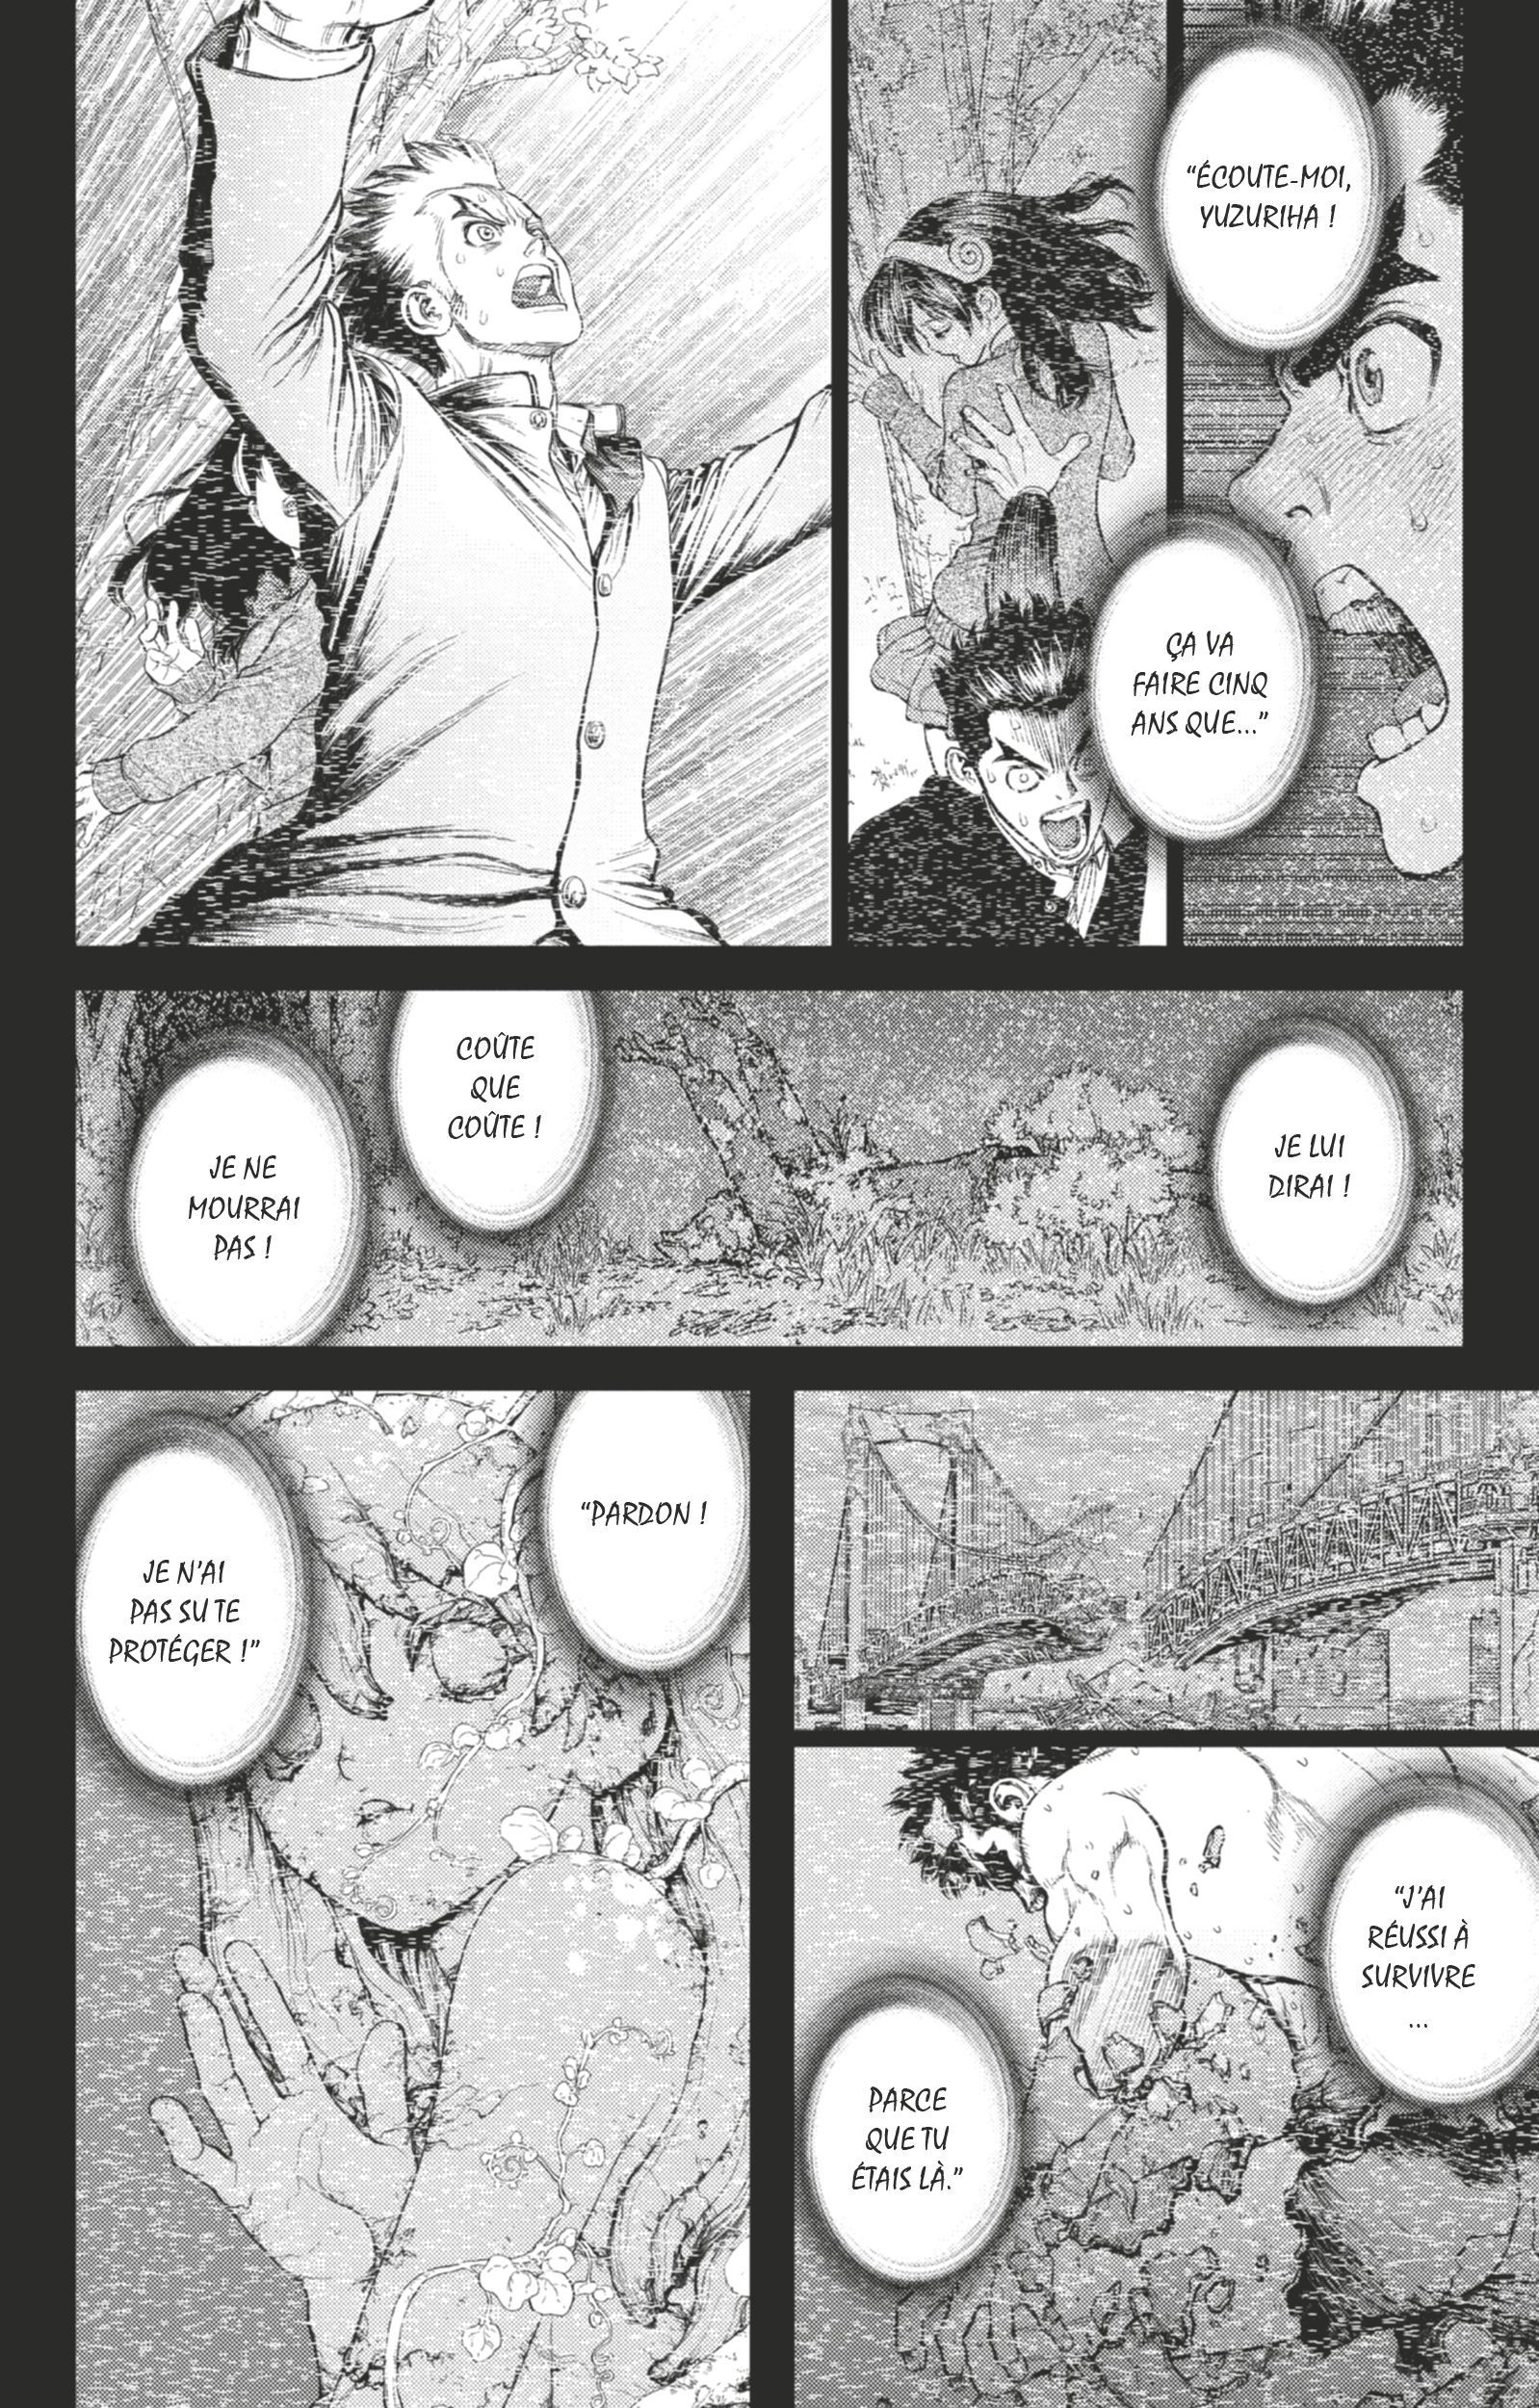 “ÉCOUTE-MOI,
YUZURIHA !
ÇA VA
FAIRE CINQ
ANS QUE...”
JE LUI
DIRAI !
COÛTE
QUE
COÛTE !
JE NE
MOURRAI
PAS !
“J’AI
RÉUSSI À
SURVIVRE
...
PARCE
QUE TU
ÉTAIS LÀ.”
“PARDON !
JE N’AI
PAS SU TE
PROTÉGER !”